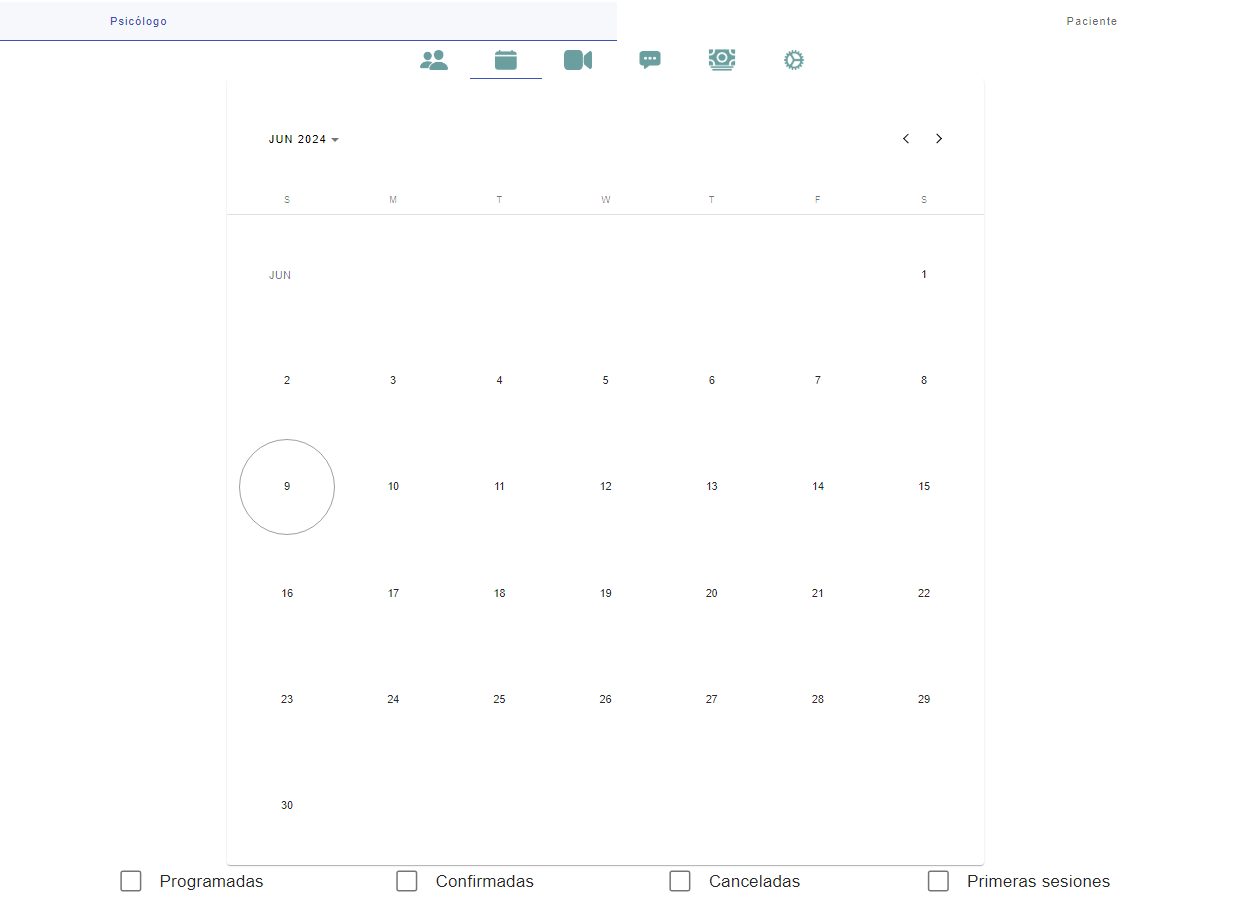 Psicólogo Paciente
JUN 2024
S M T W T F S
JUN 1
2 3 4 5 6 7 8
9 10 11 12 13 14 15
16 17 18 19 20 21 22
23 24 25 26 27 28 29
30
Programadas Confirmadas Canceladas Primeras sesiones